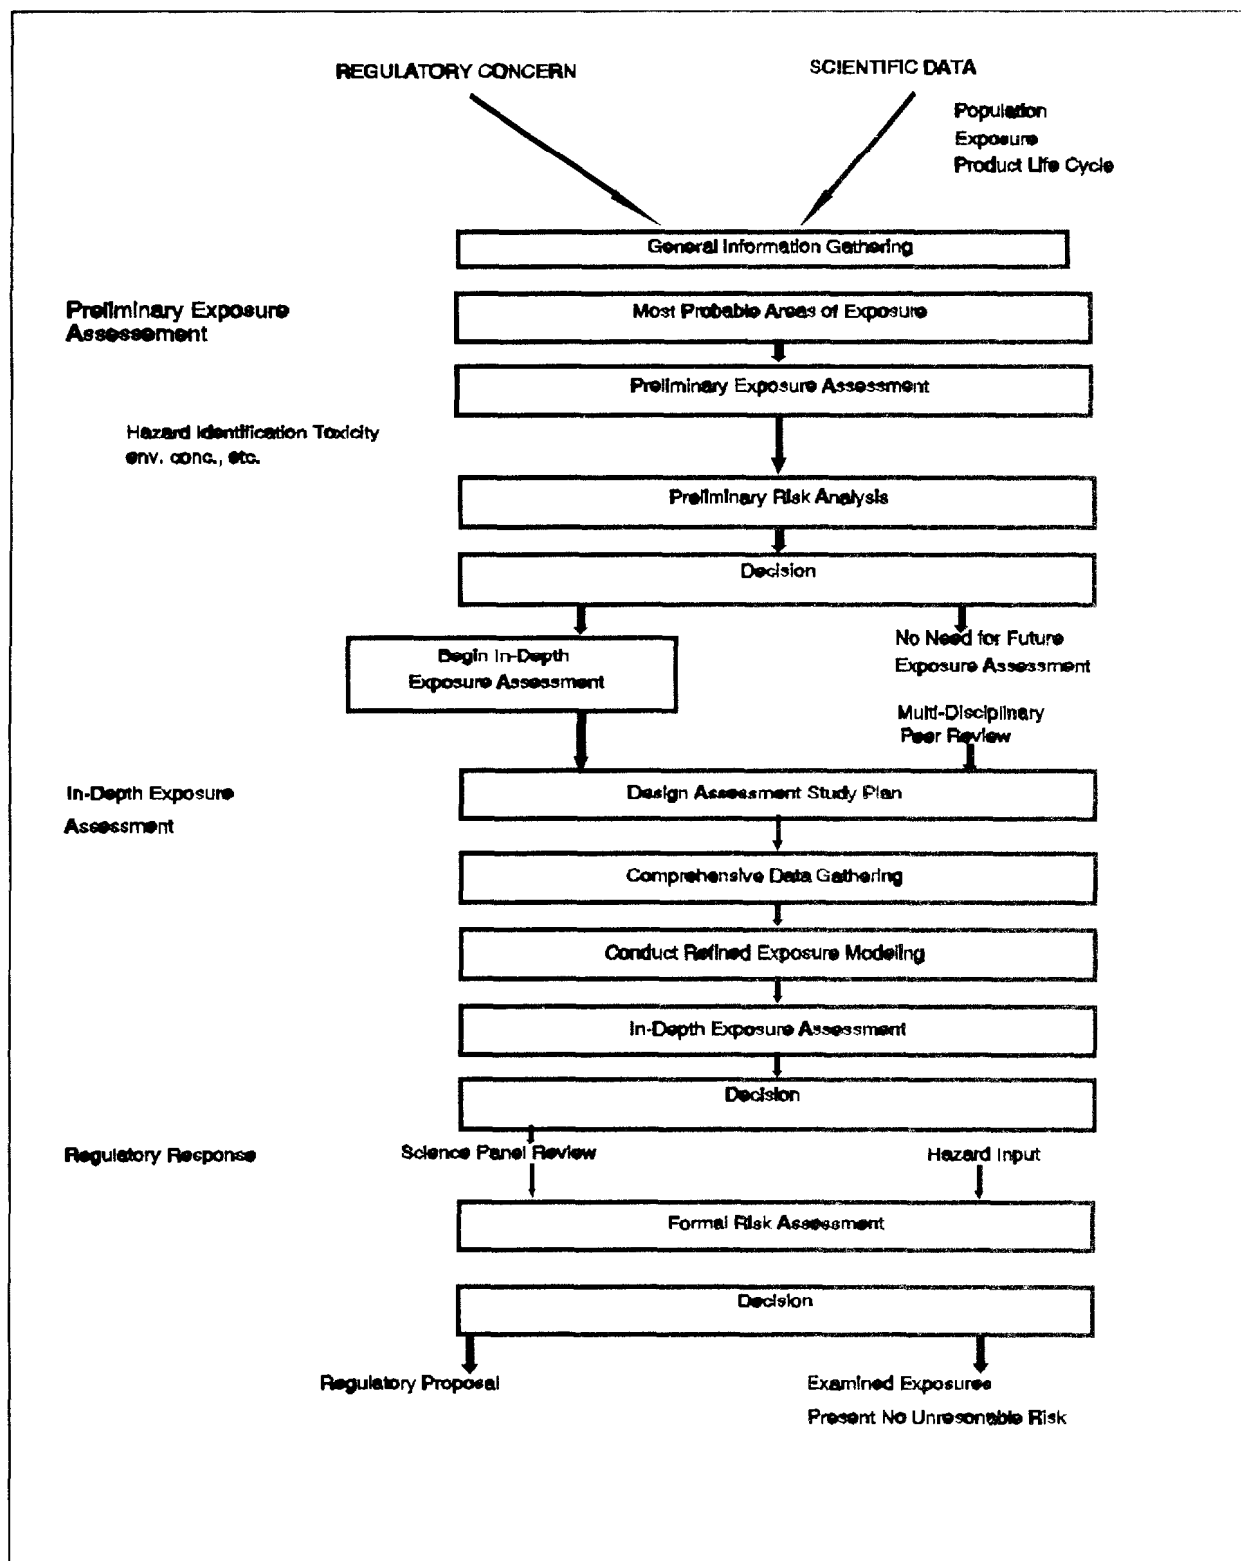 REGULATORY CONCERN
SCIENTIFIC DATA
Population
Exposure
Product Life Cycle
General Information Gathering
Preliminary Exposure
Assessement
Most Probable Areas of Exposure
Preliminary Exposure Assessment
Hazard Identification Toxicity
env. conc., etc.
Preliminary Risk Analysis
Decision
Begin In-Depth
Exposure Assessment
No Need for Future
Exposure Assessment
Multi-Disciplinary
Peer Review
In-Depth Exposure
Assessment
Design Assessment Study Plan
Comprehensive Data Gathering
Conduct Refined Exposure Modeling
In-Depth Exposure Assessment
Decision
Regulatory Response
Science Panel Review
Hazard Input
Formal Risk Assessment
Decision
Regulatory Proposal
Examined Exposures
Present No Unresonable Risk